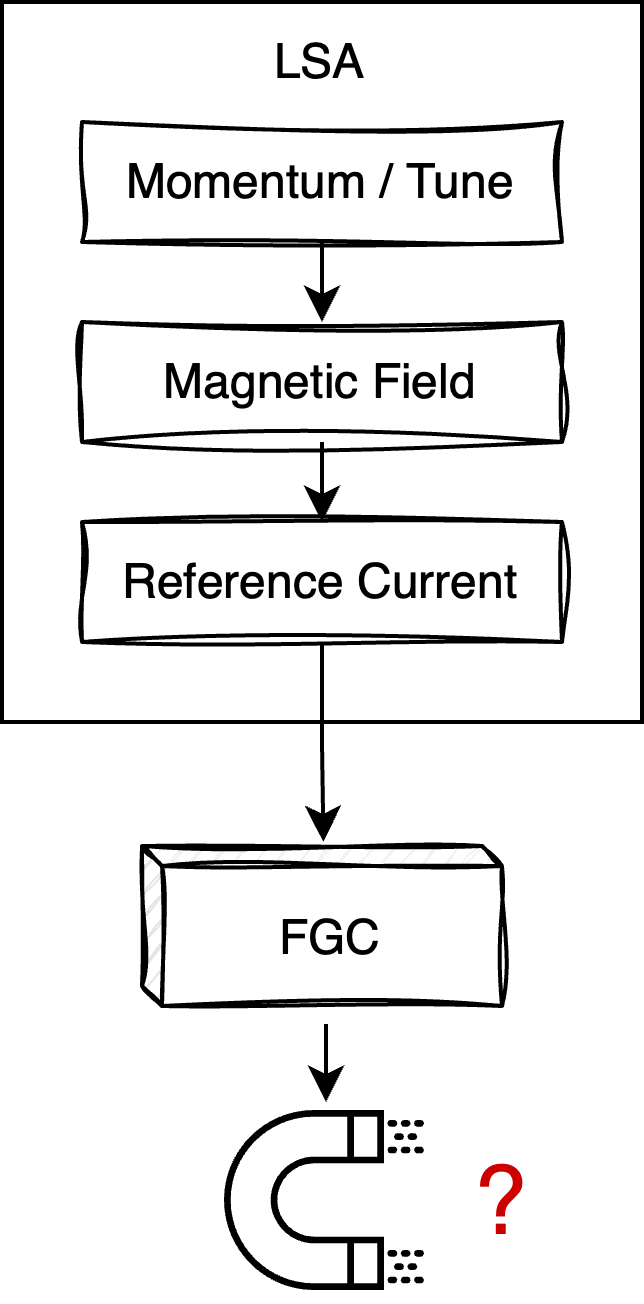 LSA
Momentum / Tune
Magnetic Field
Reference Current
FGC
?